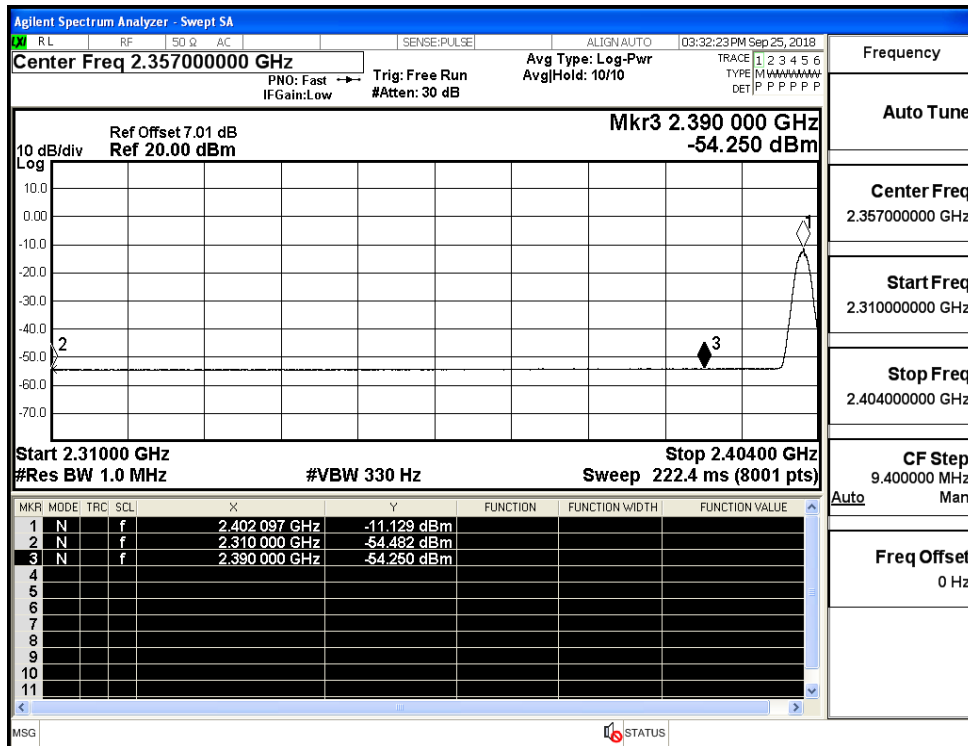 Agilent Spectrum Analyzer - Swept SA
LXI RL RF 50 Ω AC SENSE:PULSE ALIGN AUTO 03:32:23 PM Sep 25, 2018
Center Freq 2.357000000 GHz
PNO: Fast
IFGain:Low
Trig: Free Run
#Atten: 30 dB
Avg Type: Log-Pwr
Avg|Hold: 10/10
TRACE 1 2 3 4 5 6
TYPE M
DET P P P P P P
Ref Offset 7.01 dB
10 dB/div Ref 20.00 dBm
Log
Mkr3 2.390 000 GHz
-54.250 dBm
10.0
0.00
-10.0
-20.0
-30.0
-40.0
-50.0
-60.0
-70.0
1
2
3
Start 2.31000 GHz Stop 2.40400 GHz
#Res BW 1.0 MHz #VBW 330 Hz Sweep 222.4 ms (8001 pts)
MKR MODE TRC SCL X Y FUNCTION FUNCTION WIDTH FUNCTION VALUE
1 N f 2.402 097 GHz -11.129 dBm
2 N f 2.310 000 GHz -54.482 dBm
3 N f 2.390 000 GHz -54.250 dBm
4
5
6
7
8
9
10
11
MSG STATUS
Frequency
Auto Tune
Center Freq
2.357000000 GHz
Start Freq
2.310000000 GHz
Stop Freq
2.404000000 GHz
CF Step
9.400000 MHz
Auto Man
Freq Offset
0 Hz